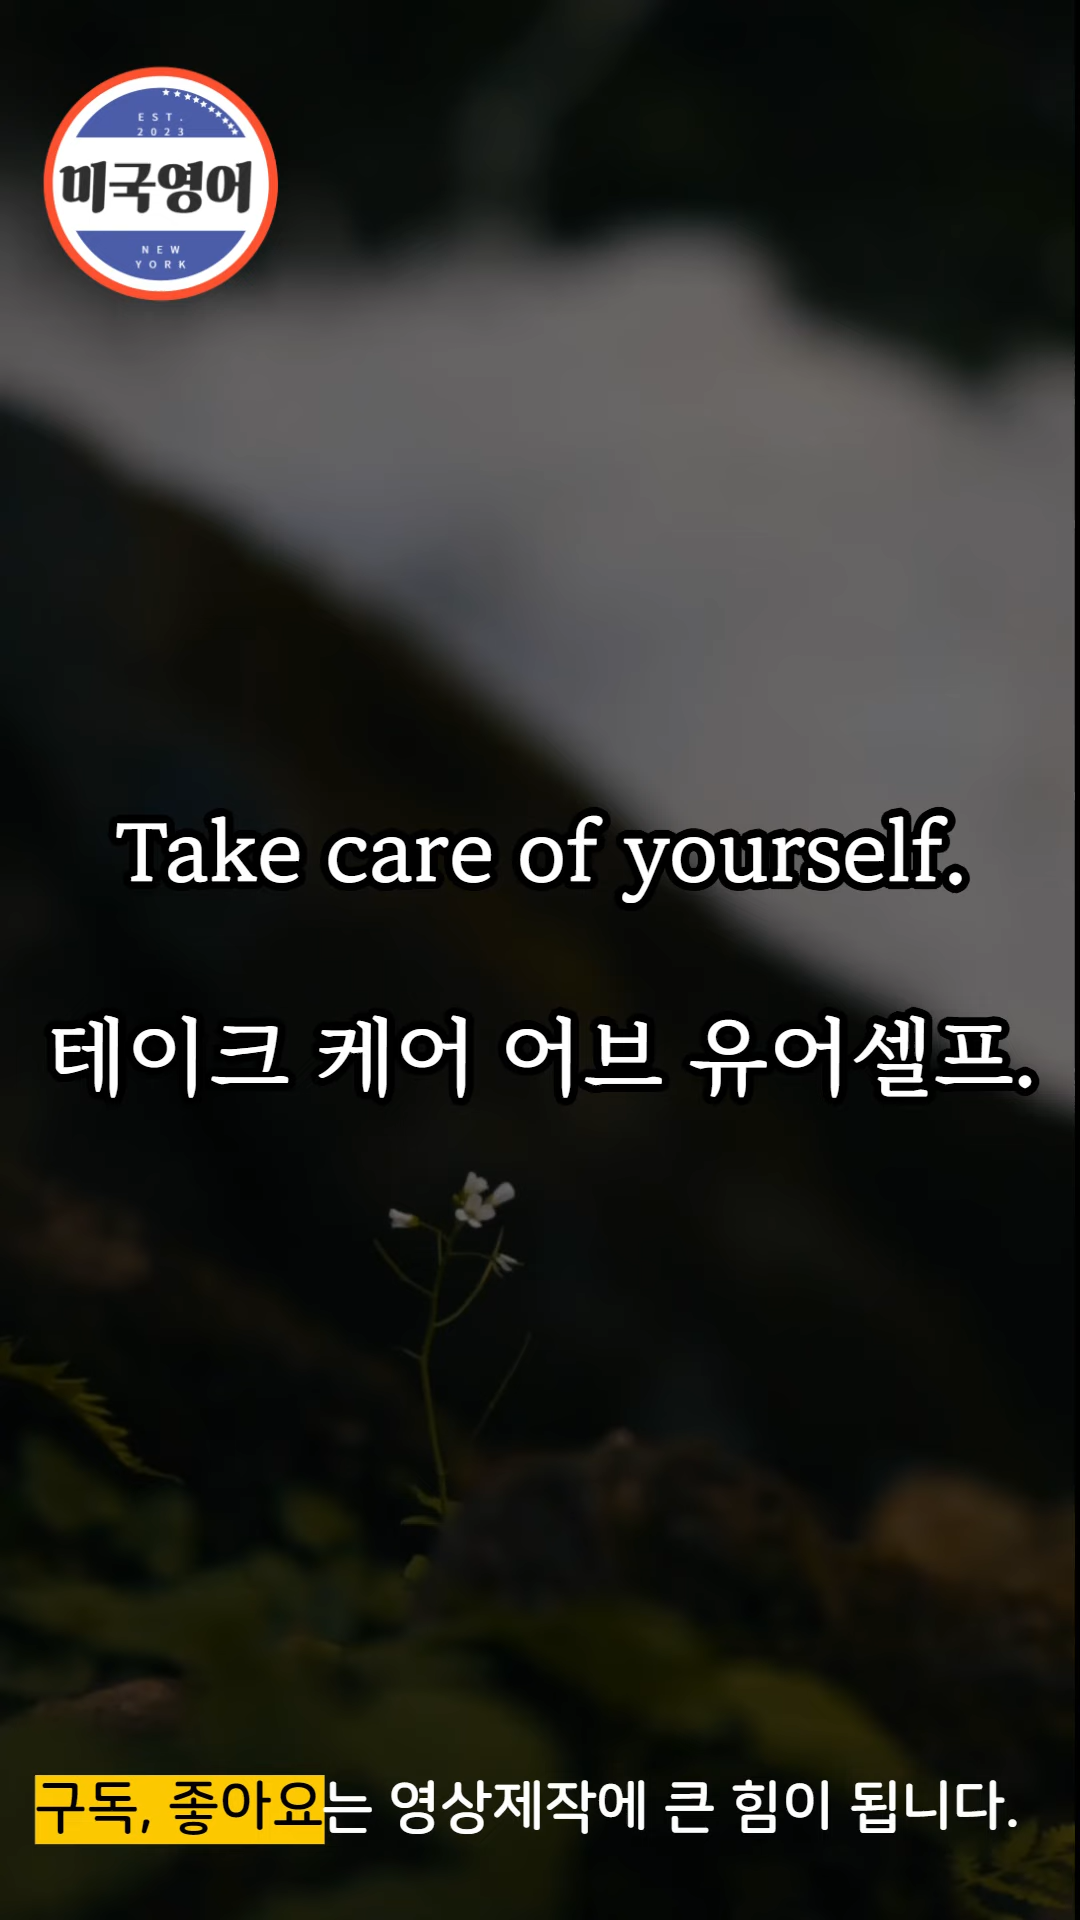 EST.
2023
미국영어
NEW
YORK
Take care of yourself.
테이크 케어 어브 유어셀프.
구독, 좋아요는 영상제작에 큰 힘이 됩니다.